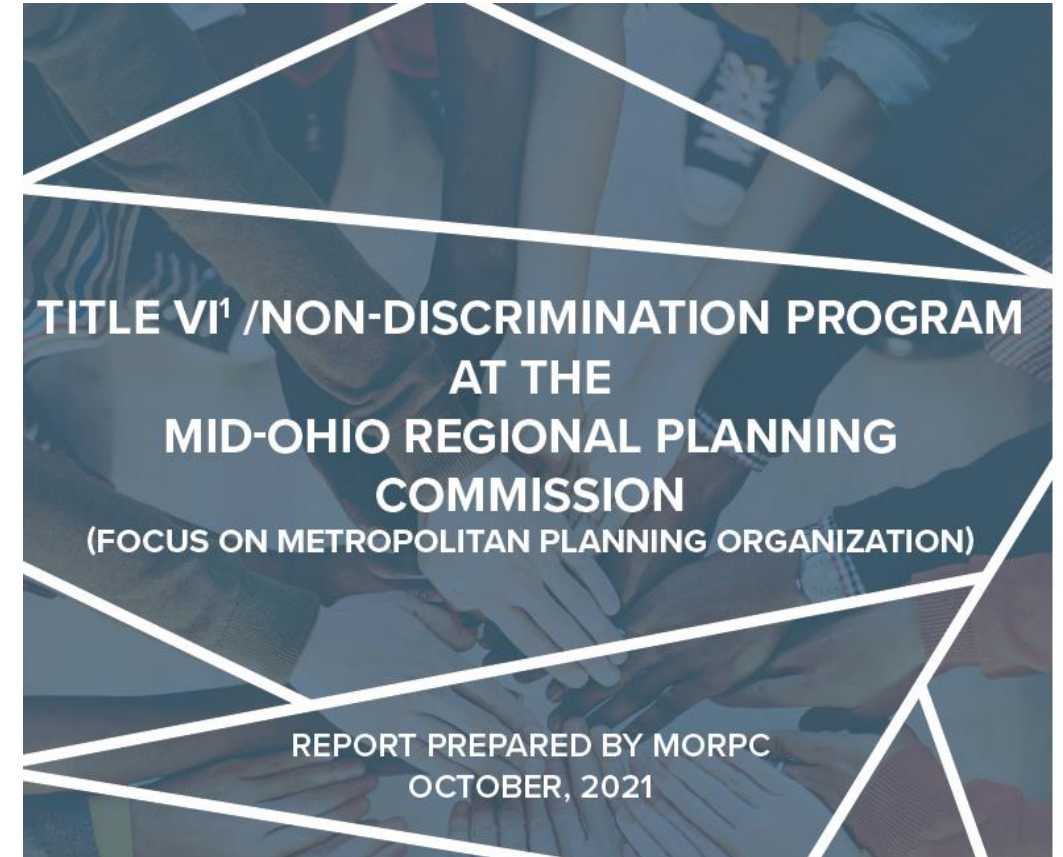 TITLE VI¹ /NON-DISCRIMINATION PROGRAM
AT THE
MID-OHIO REGIONAL PLANNING
COMMISSION
(FOCUS ON METROPOLITAN PLANNING ORGANIZATION)
REPORT PREPARED BY MORPC
OCTOBER, 2021